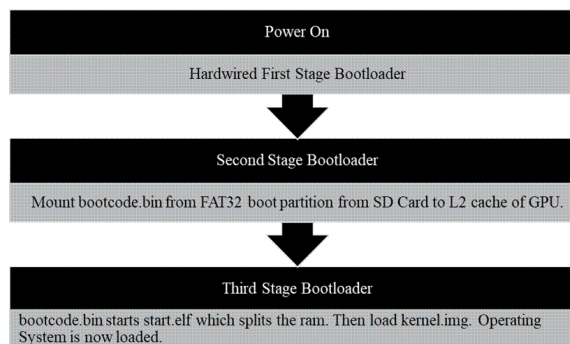 Power On
Hardwired First Stage Bootloader
Second Stage Bootloader
Mount bootcode.bin from FAT32 boot partition from SD Card to L2 cache of GPU.
Third Stage Bootloader
bootcode.bin starts start.elf which splits the ram. Then load kernel.img. Operating
System is now loaded.